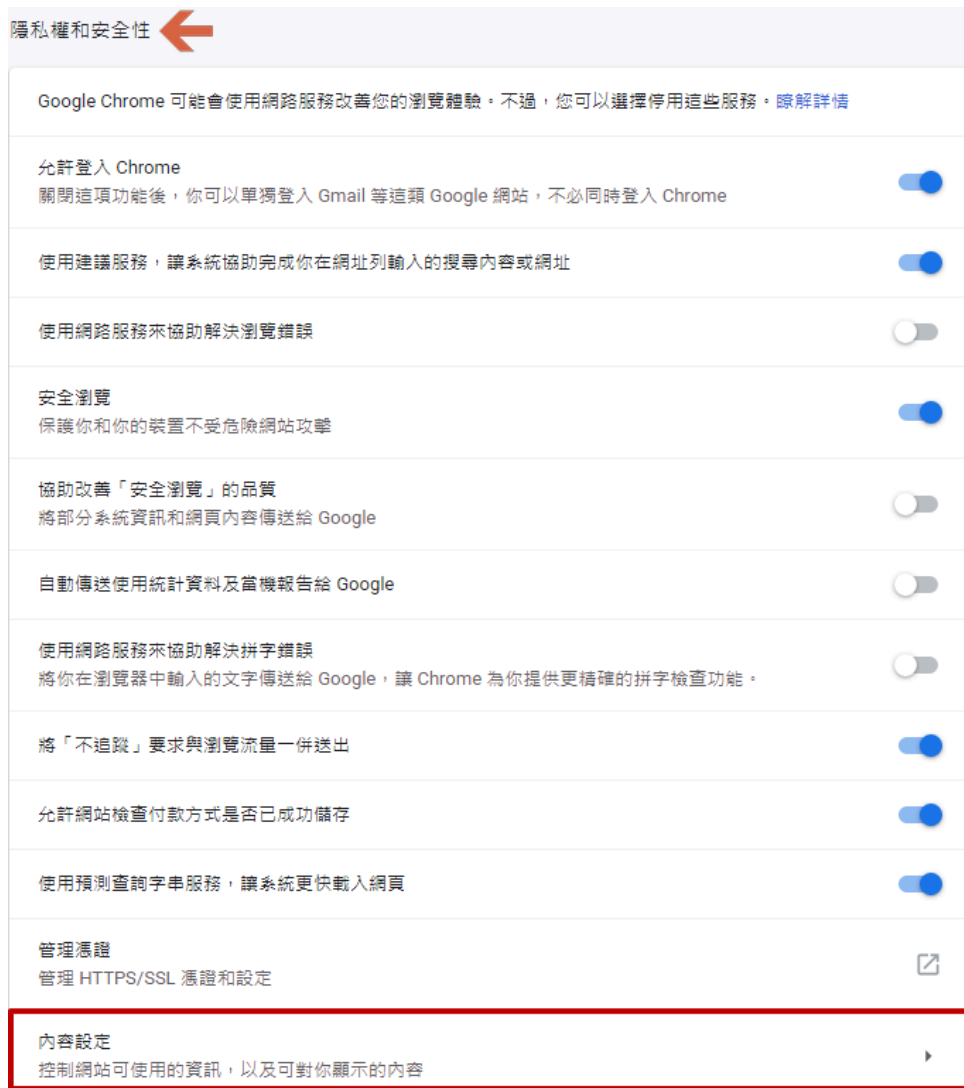 隱私權和安全性
Google Chrome 可能會使用網路服務改善您的瀏覽體驗。不過，您可以選擇停用這些服務。瞭解詳情
允許登入 Chrome
關閉這項功能後，你可以單獨登入 Gmail 等這類 Google 網站，不必同時登入 Chrome
使用建議服務，讓系統協助完成你在網址列輸入的搜尋內容或網址
使用網路服務來協助解決瀏覽錯誤
安全瀏覽
保護你和你的裝置不受危險網站攻擊
協助改善「安全瀏覽」的品質
將部分系統資訊和網頁內容傳送給 Google
自動傳送使用統計資料及當機報告給 Google
使用網路服務來協助解決拼字錯誤
將你在瀏覽器中輸入的文字傳送給 Google，讓 Chrome 為你提供更精確的拼字檢查功能。
將「不追蹤」要求與瀏覽流量一併送出
允許網站檢查付款方式是否已成功儲存
使用預測查詢字串服務，讓系統更快載入網頁
管理憑證
管理 HTTPS/SSL 憑證和設定
內容設定
控制網站可使用的資訊，以及可對你顯示的內容